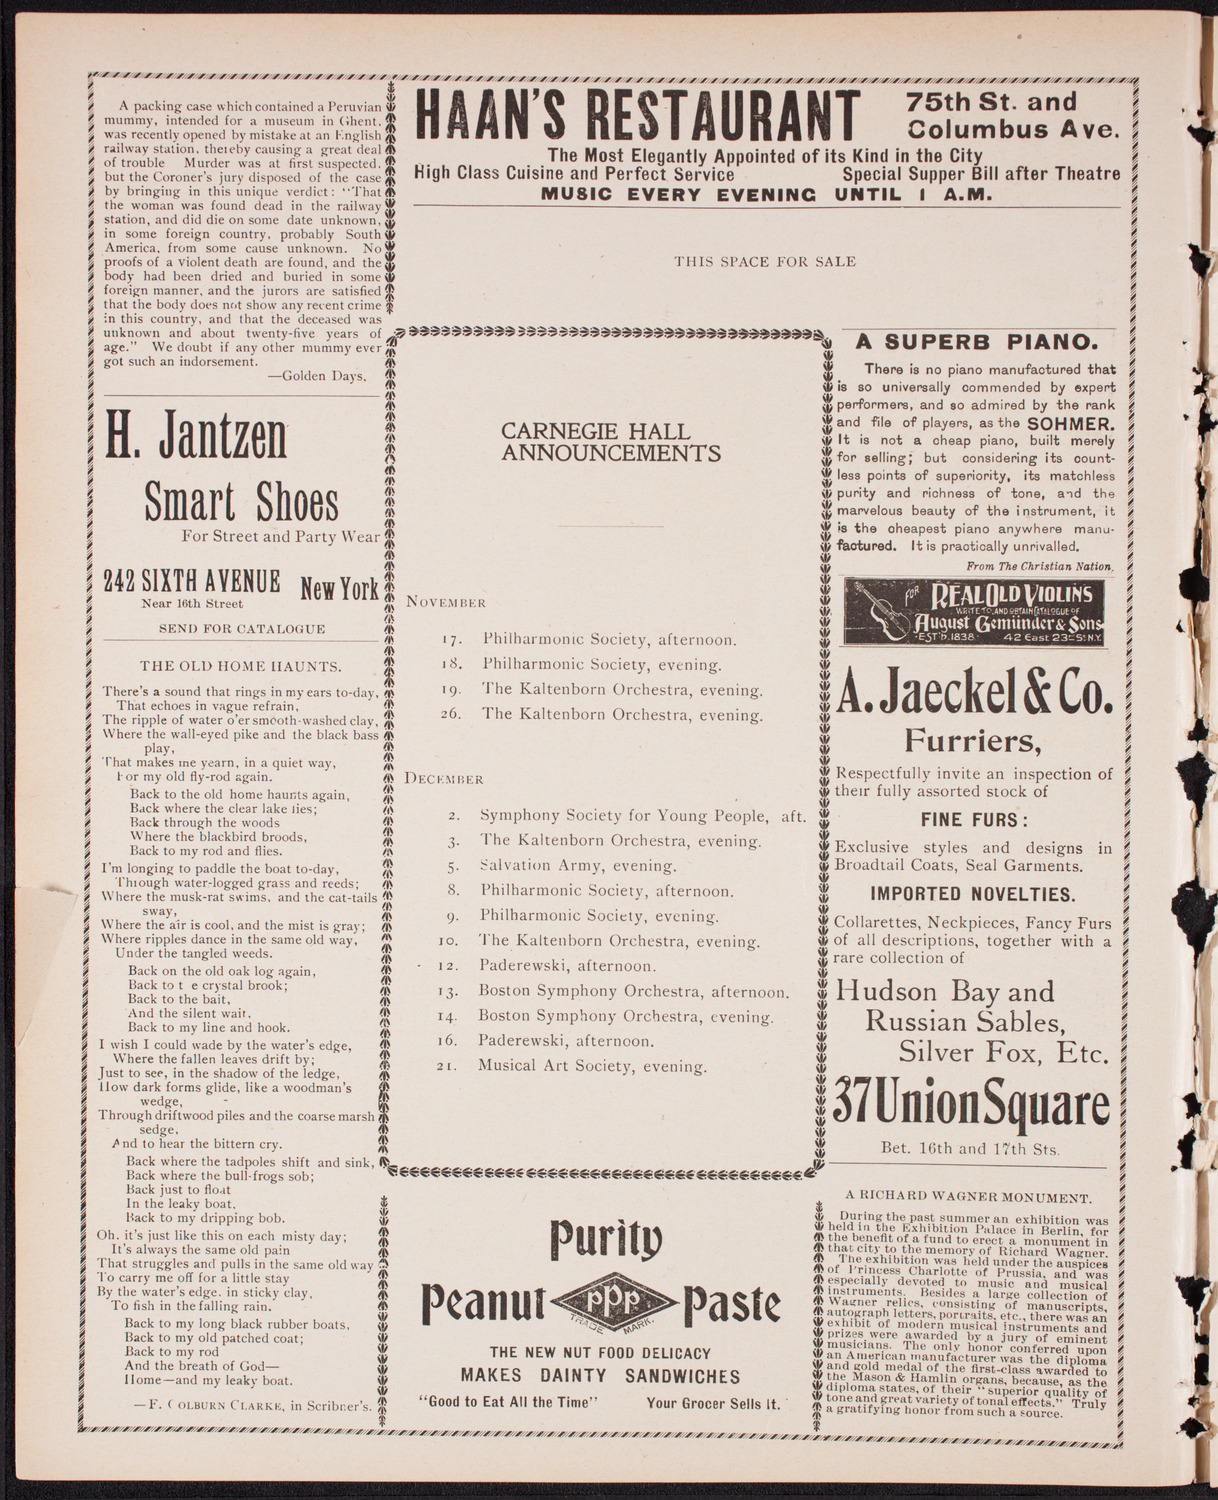 A packing case which contained a Peruvian
mummy, intended for a museum in Ghent,
was recently opened by mistake at an English
railway station, thereby causing a great deal
of trouble Murder was at first suspected,
but the Coroner's jury disposed of the case
by bringing in this unique verdict: "That
the woman was found dead in the railway
station, and did die on some date unknown,
in some foreign country, probably South
America, from some cause unknown. No
proofs of a violent death are found, and the
body had been dried and buried in some
foreign manner, and the jurors are satisfied
that the body does not show any recent crime
in this country, and that the deceased was
unknown and about twenty-five years of
age." We doubt if any other mummy ever
got such an indorsement.
—Golden Days.
H. Jantzen
Smart Shoes
For Street and Party Wear
242 SIXTH AVENUE New York
Near 16th Street
SEND FOR CATALOGUE
THE OLD HOME HAUNTS.
There's a sound that rings in my ears to-day,
That echoes in vague refrain,
The ripple of water o'er smooth-washed clay,
Where the wall-eyed pike and the black bass
play,
That makes me yearn, in a quiet way,
For my old fly-rod again.
Back to the old home haunts again,
Back where the clear lake lies;
Back through the woods
Where the blackbird broods,
Back to my rod and flies.
I'm longing to paddle the boat to-day,
Through water-logged grass and reeds;
Where the musk-rat swims, and the cat-tails
sway,
Where the air is cool, and the mist is gray;
Where ripples dance in the same old way,
Under the tangled weeds.
Back on the old oak log again,
Back to t e crystal brook;
Back to the bait,
And the silent wait,
Back to my line and hook.
I wish I could wade by the water's edge,
Where the fallen leaves drift by;
Just to see, in the shadow of the ledge,
How dark forms glide, like a woodman's
wedge,
Through driftwood piles and the coarse marsh
sedge,
And to hear the bittern cry.
Back where the tadpoles shift and sink,
Back where the bull-frogs sob;
Back just to float
In the leaky boat,
Back to my dripping bob.
Oh, it's just like this on each misty day;
It's always the same old pain
That struggles and pulls in the same old way
To carry me off for a little stay
By the water's edge, in sticky clay,
To fish in the falling rain.
Back to my long black rubber boats,
Back to my old patched coat;
Back to my rod
And the breath of God—
Home—and my leaky boat.
—F. COLBURN CLARKE, in Scribner's.
HAAN'S RESTAURANT 75th St. and
Columbus Ave.
The Most Elegantly Appointed of its Kind in the City
High Class Cuisine and Perfect Service Special Supper Bill after Theatre
MUSIC EVERY EVENING UNTIL 1 A.M.
THIS SPACE FOR SALE
CARNEGIE HALL
ANNOUNCEMENTS
NOVEMBER
17. Philharmonic Society, afternoon.
18. Philharmonic Society, evening.
19. The Kaltenborn Orchestra, evening.
26. The Kaltenborn Orchestra, evening.
DECEMBER
2. Symphony Society for Young People, aft.
3. The Kaltenborn Orchestra, evening.
5. Salvation Army, evening.
8. Philharmonic Society, afternoon.
9. Philharmonic Society, evening.
10. The Kaltenborn Orchestra, evening.
12. Paderewski, afternoon.
13. Boston Symphony Orchestra, afternoon.
14. Boston Symphony Orchestra, evening.
16. Paderewski, afternoon.
21. Musical Art Society, evening.
Purity
Peanut PPP. Paste
TRADE MARK.
THE NEW NUT FOOD DELICACY
MAKES DAINTY SANDWICHES
"Good to Eat All the Time" Your Grocer Sells It.
A SUPERB PIANO.
There is no piano manufactured that
is so universally commended by expert
performers, and so admired by the rank
and file of players, as the SOHMER.
It is not a cheap piano, built merely
for selling; but considering its count-
less points of superiority, its matchless
purity and richness of tone, and the
marvelous beauty of the instrument, it
is the cheapest piano anywhere manu-
factured. It is practically unrivalled.
From The Christian Nation.
FOR REAL OLD VIOLINS
WRITE TO, AND OBTAIN CATALOGUE OF
August Gemünder & Sons
EST'D. 1838. 42 East 23rd St. N.Y.
A. Jaeckel & Co.
Furriers,
Respectfully invite an inspection of
their fully assorted stock of
FINE FURS:
Exclusive styles and designs in
Broadtail Coats, Seal Garments.
IMPORTED NOVELTIES.
Collarettes, Neckpieces, Fancy Furs
of all descriptions, together with a
rare collection of
Hudson Bay and
Russian Sables,
Silver Fox, Etc.
37 Union Square
Bet. 16th and 17th Sts.
A RICHARD WAGNER MONUMENT.
During the past summer an exhibition was
held in the Exhibition Palace in Berlin, for
the benefit of a fund to erect a monument in
that city to the memory of Richard Wagner.
The exhibition was held under the auspices
of Princess Charlotte of Prussia, and was
especially devoted to music and musical
instruments. Besides a large collection of
Wagner relics, consisting of manuscripts,
autograph letters, portraits, etc., there was an
exhibit of modern musical instruments and
prizes were awarded by a jury of eminent
musicians. The only honor conferred upon
an American manufacturer was the diploma
and gold medal of the first-class awarded to
the Mason & Hamlin organs, because, as the
diploma states, of their "superior quality of
tone and great variety of tonal effects." Truly
a gratifying honor from such a source.